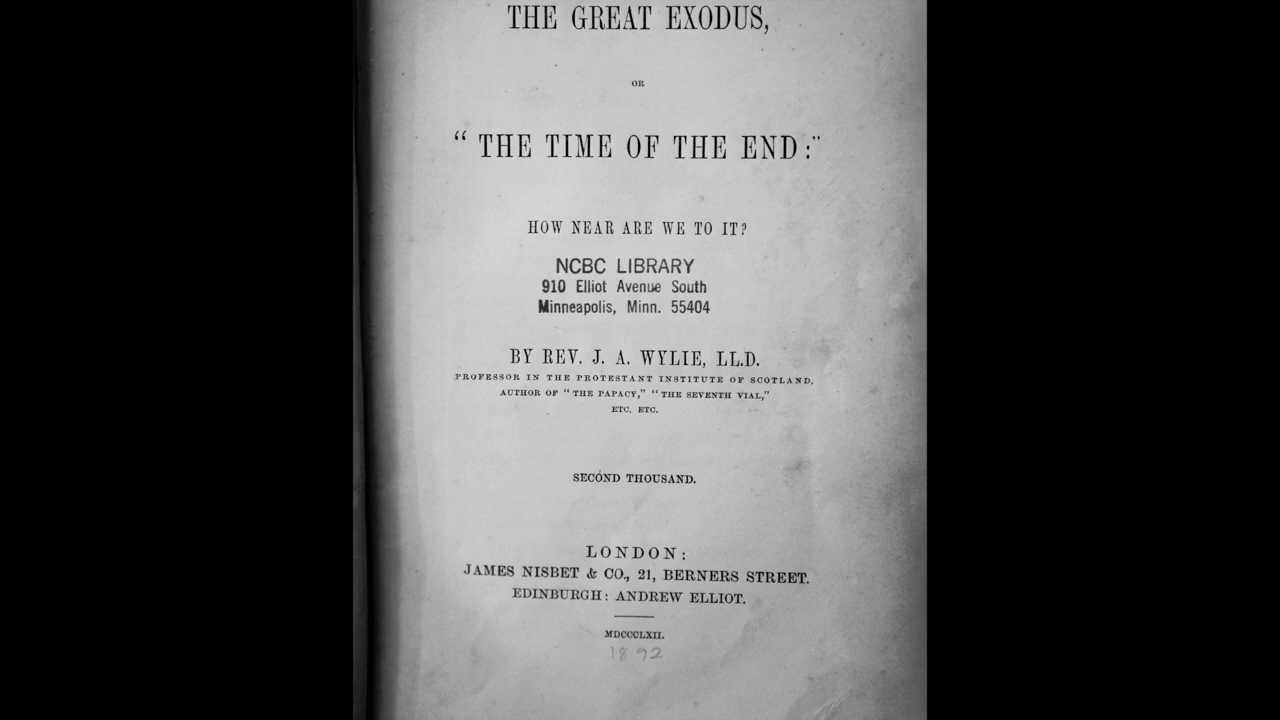 THE GREAT EXODUS,
OR
“ THE TIME OF THE END :”
HOW NEAR ARE WE TO IT?
NCBC LIBRARY
910 Elliot Avenue South
Minneapolis, Minn. 55404
BY REV. J. A. WYLIE, LL.D.
PROFESSOR IN THE PROTESTANT INSTITUTE OF SCOTLAND,
AUTHOR OF “ THE PAPACY,” “ THE SEVENTH VIAL,”
ETC. ETC.
SECOND THOUSAND.
LONDON :
JAMES NISBET & CO., 21, BERNERS STREET.
EDINBURGH : ANDREW ELLIOT.
MDCCCLXII.
1892